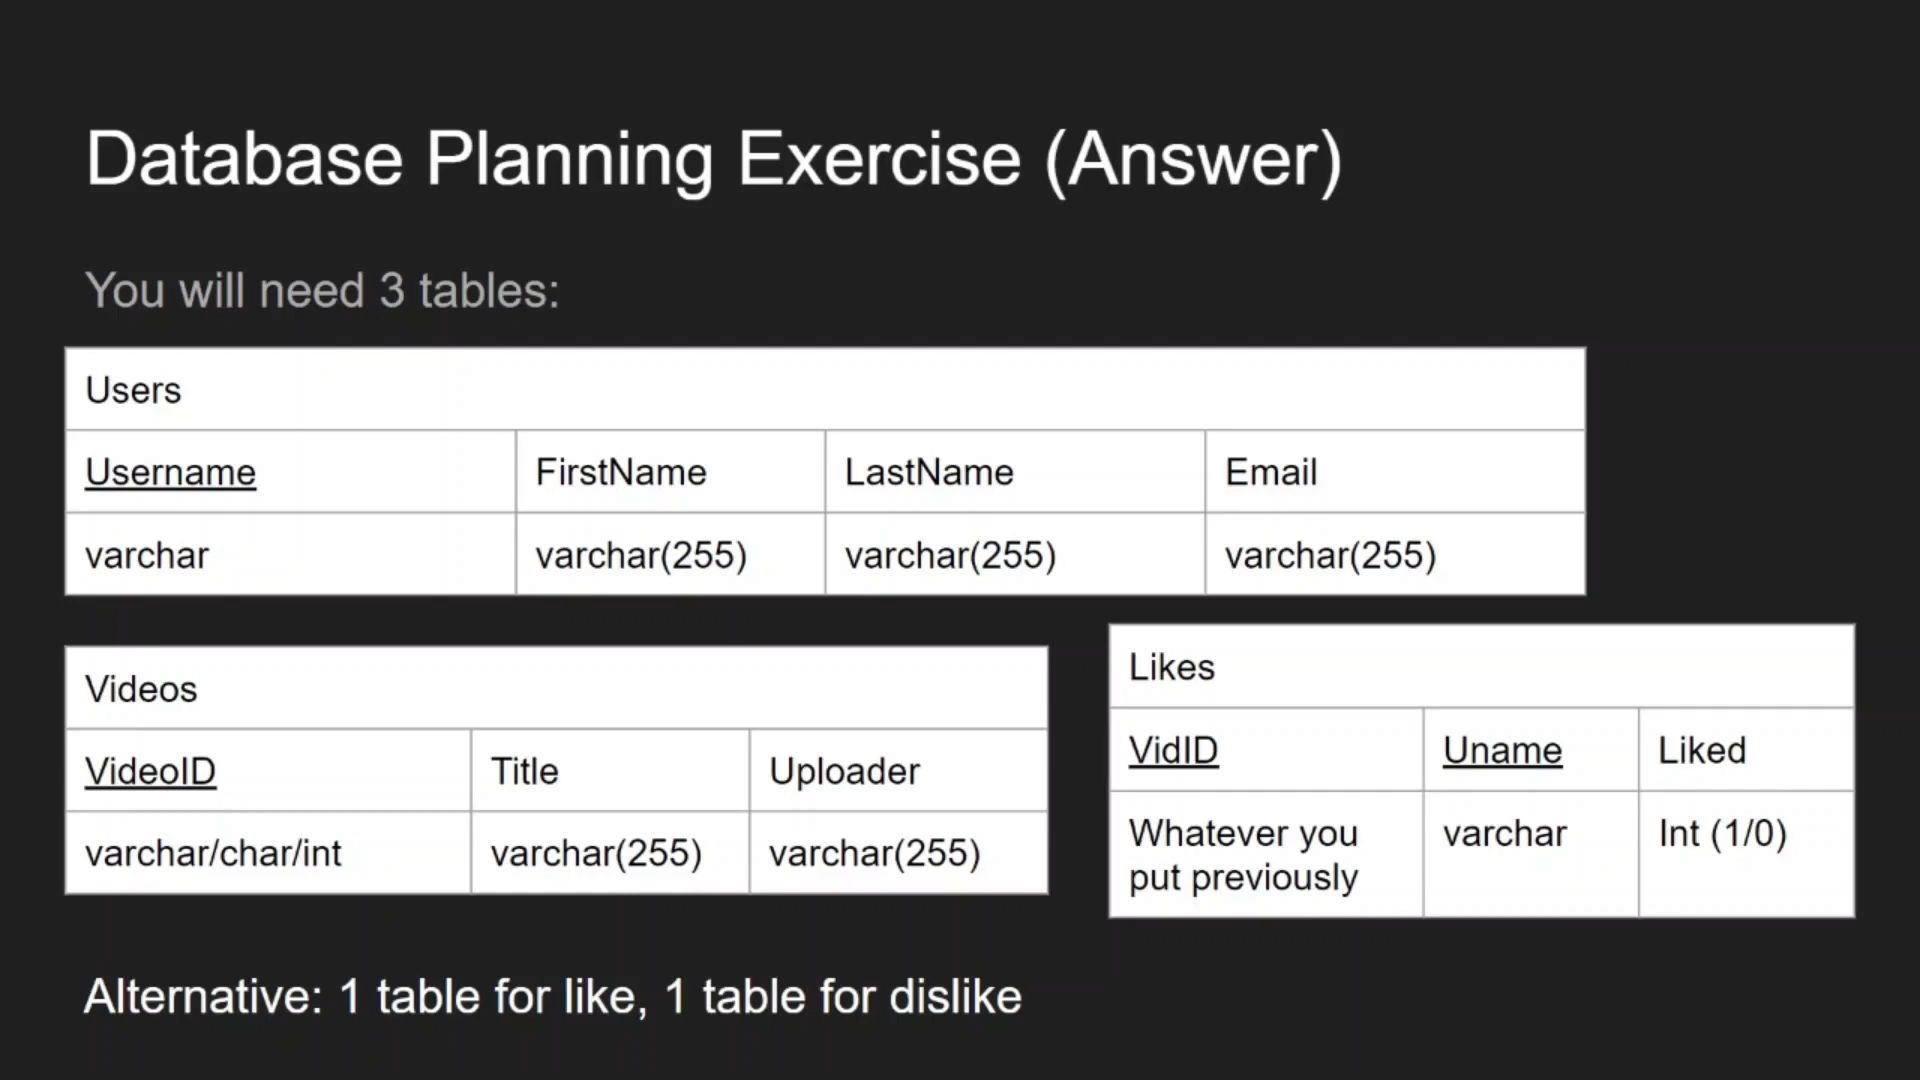 Database Planning Exercise (Answer)
You will need 3 tables:
Users
Username FirstName LastName Email
varchar varchar(255) varchar(255) varchar(255)
Videos
VideoID Title Uploader
varchar/char/int varchar(255) varchar(255)
Likes
VidID Uname Liked
Whatever you put previously varchar Int (1/0)
Alternative: 1 table for like, 1 table for dislike